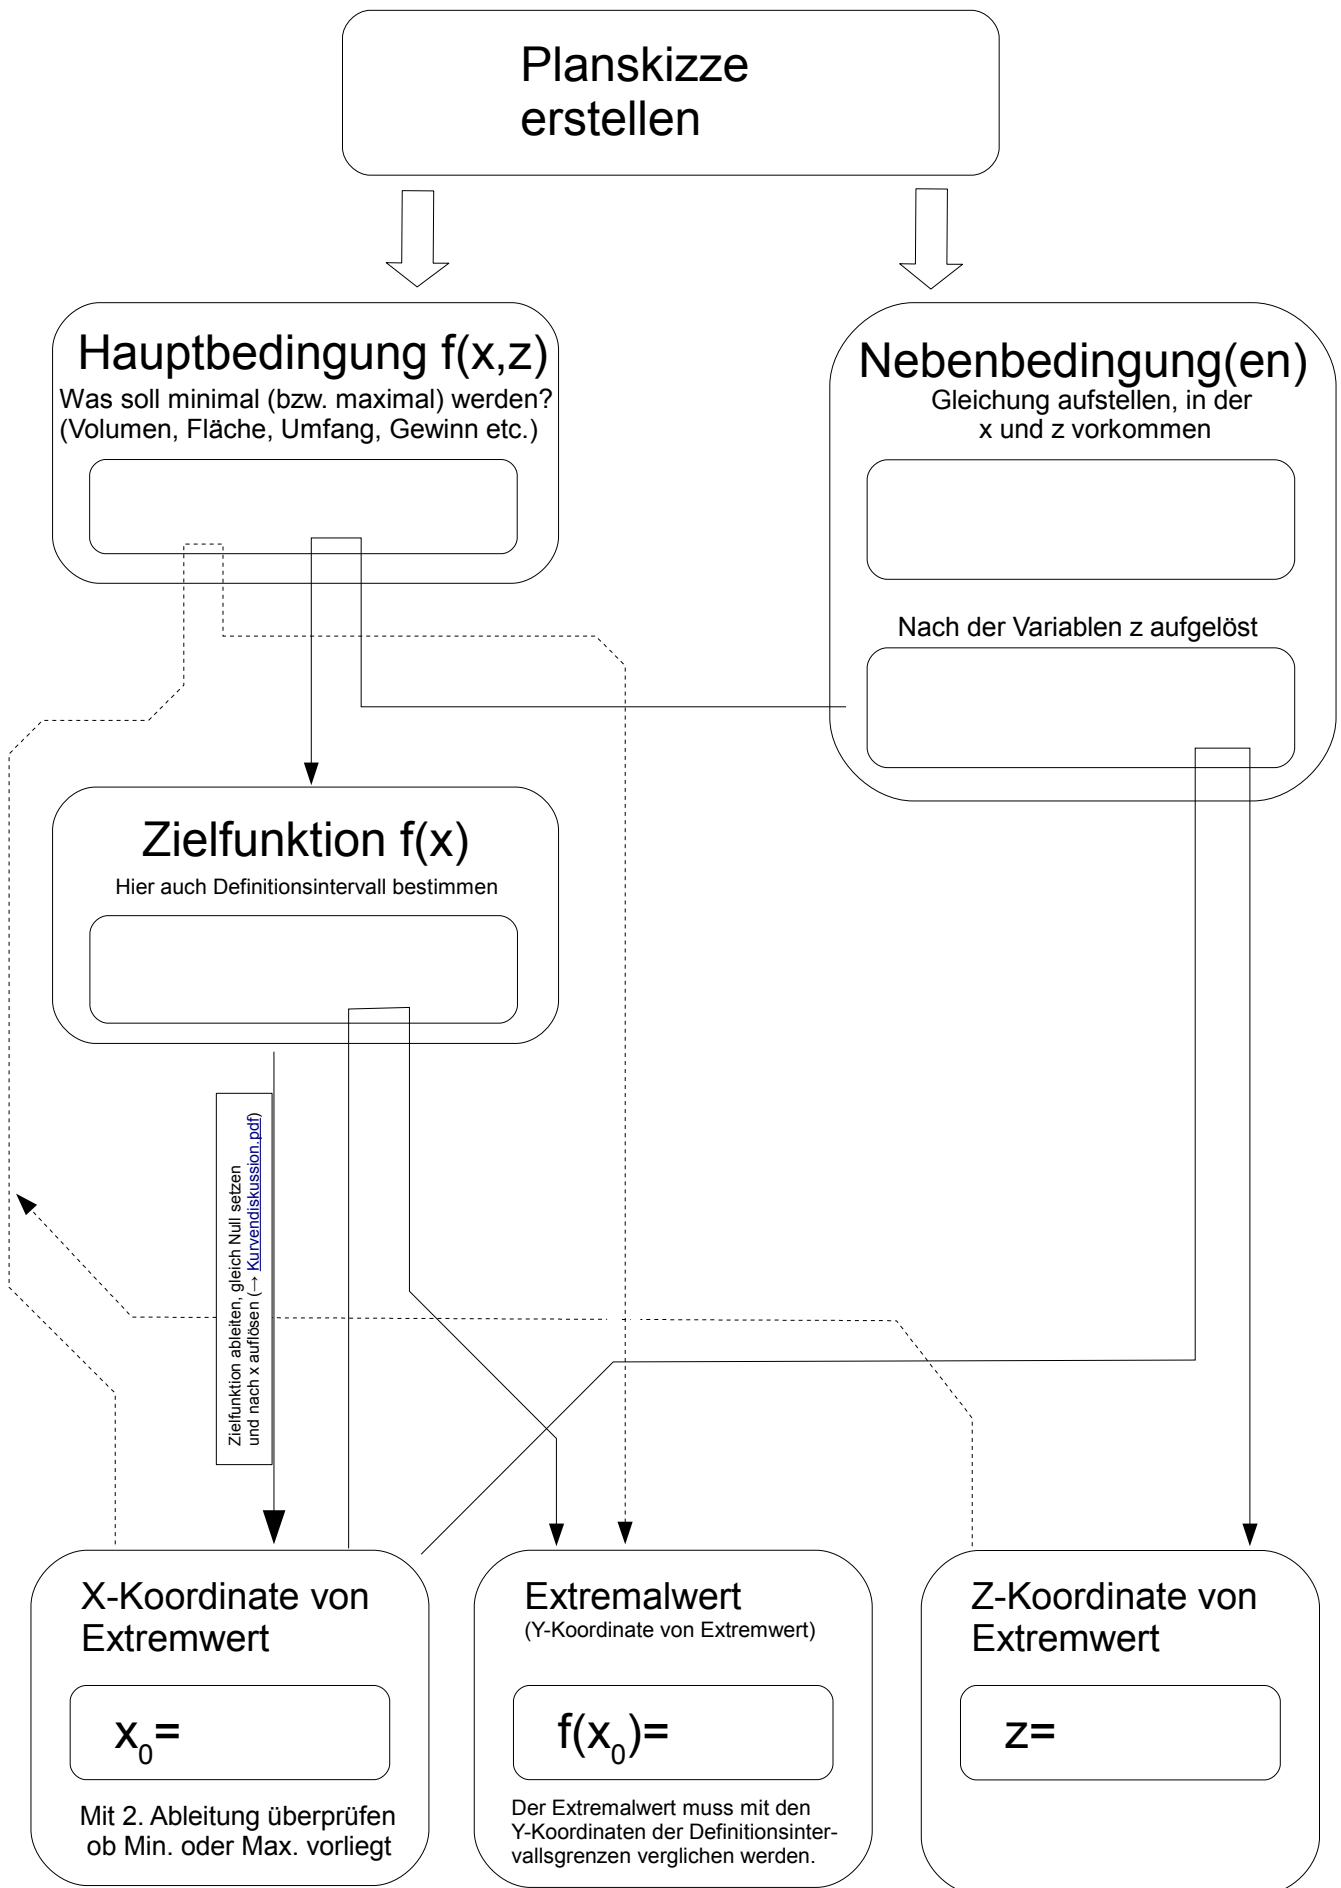 Planskizze
erstellen
Hauptbedingung f(x,z)
Was soll minimal (bzw. maximal) werden?
(Volumen, Fläche, Umfang, Gewinn etc.)
Nebenbedingung(en)
Gleichung aufstellen, in der
x und z vorkommen
Nach der Variablen z aufgelöst
Zielfunktion f(x)
Hier auch Definitionsintervall bestimmen
Zielfunktion ableiten, gleich Null setzen
und nach x auflösen (→ Kurvendiskussion.pdf)
X-Koordinate von
Extremwert
x₀=
Mit 2. Ableitung überprüfen
ob Min. oder Max. vorliegt
Extremalwert
(Y-Koordinate von Extremwert)
f(x₀)=
Der Extremalwert muss mit den
Y-Koordinaten der Definitionsinter-
vallsgrenzen verglichen werden.
Z-Koordinate von
Extremwert
z=